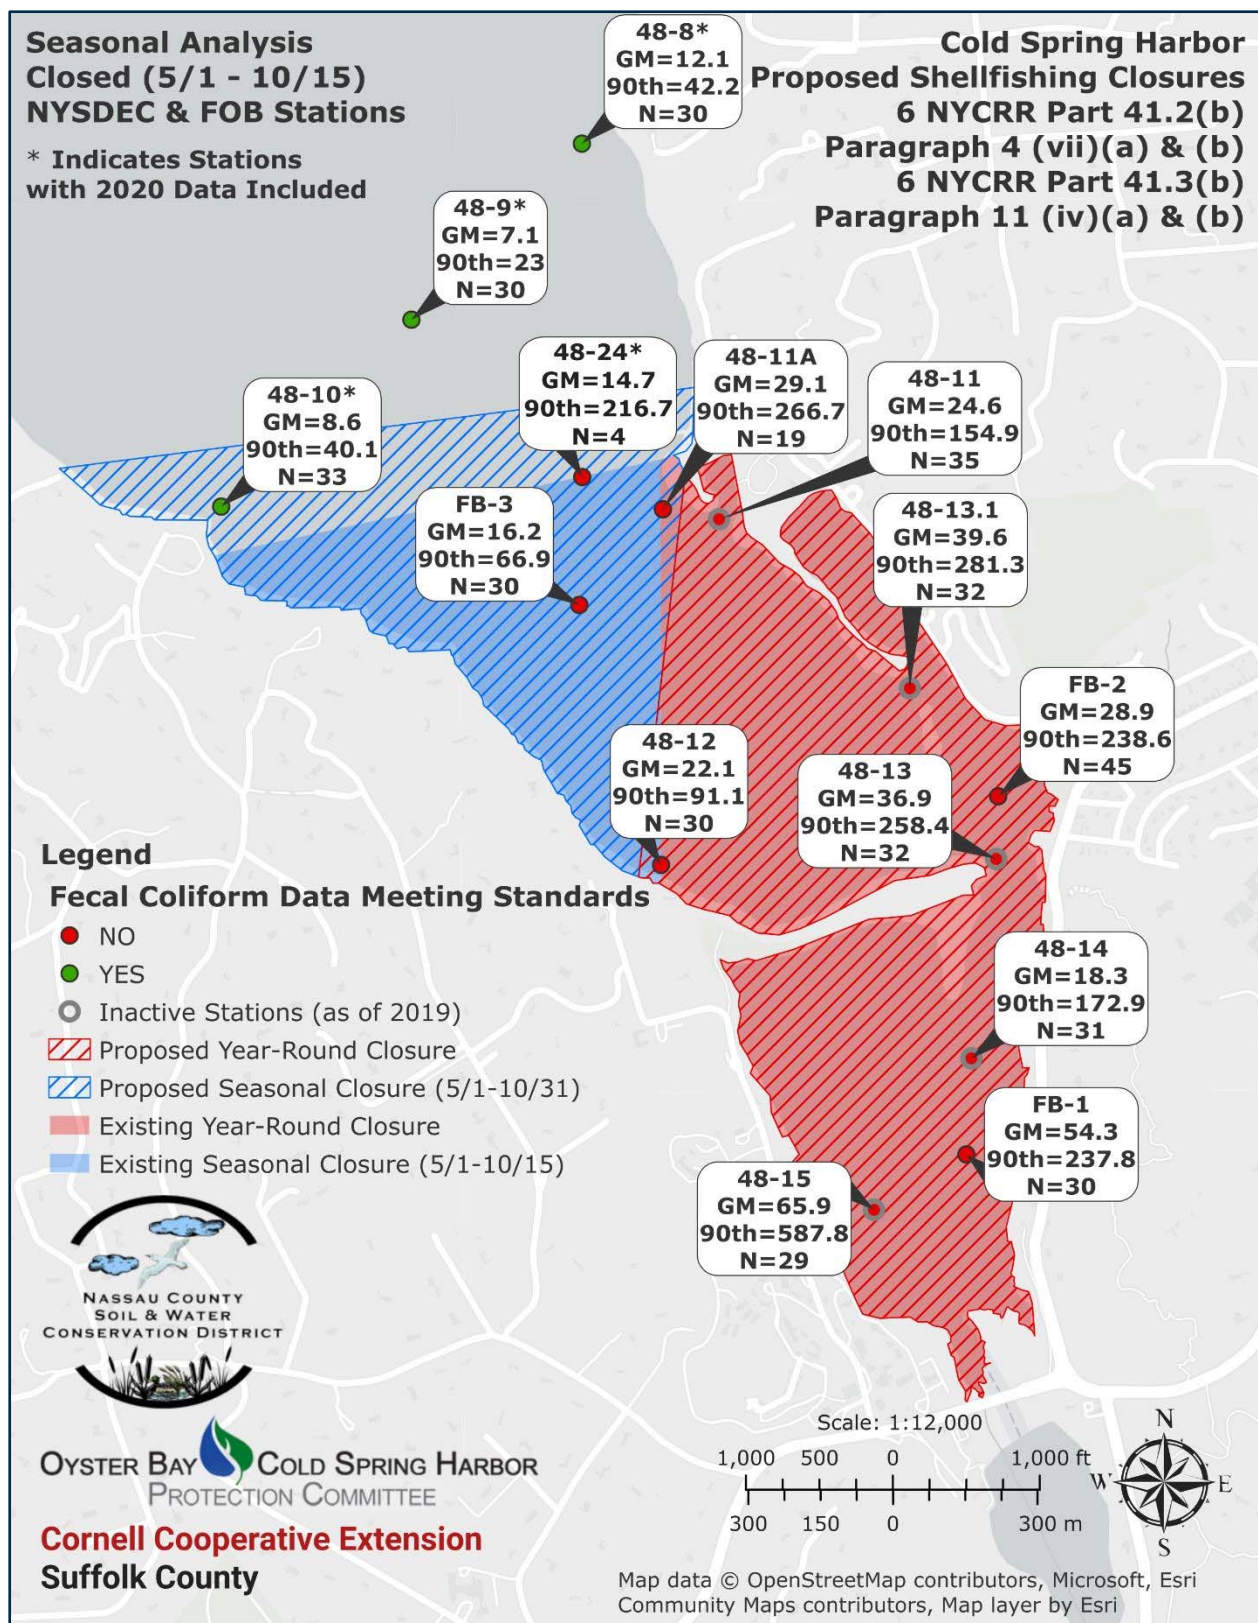 Seasonal Analysis
Closed (5/1 - 10/15)
NYSDEC & FOB Stations
* Indicates Stations
with 2020 Data Included
Cold Spring Harbor
Proposed Shellfishing Closures
6 NYCRR Part 41.2(b)
Paragraph 4 (vii)(a) & (b)
6 NYCRR Part 41.3(b)
Paragraph 11 (iv)(a) & (b)
48-8*
GM=12.1
90th=42.2
N=30
48-9*
GM=7.1
90th=23
N=30
48-24*
GM=14.7
90th=216.7
N=4
48-11A
GM=29.1
90th=266.7
N=19
48-11
GM=24.6
90th=154.9
N=35
48-10*
GM=8.6
90th=40.1
N=33
FB-3
GM=16.2
90th=66.9
N=30
48-13.1
GM=39.6
90th=281.3
N=32
FB-2
GM=28.9
90th=238.6
N=45
48-12
GM=22.1
90th=91.1
N=30
48-13
GM=36.9
90th=258.4
N=32
48-14
GM=18.3
90th=172.9
N=31
FB-1
GM=54.3
90th=237.8
N=30
48-15
GM=65.9
90th=587.8
N=29
Legend
Fecal Coliform Data Meeting Standards
NO
YES
Inactive Stations (as of 2019)
Proposed Year-Round Closure
Proposed Seasonal Closure (5/1-10/31)
Existing Year-Round Closure
Existing Seasonal Closure (5/1-10/15)
NASSAU COUNTY
SOIL & WATER
CONSERVATION DISTRICT
OYSTER BAY COLD SPRING HARBOR
PROTECTION COMMITTEE
Cornell Cooperative Extension
Suffolk County
Scale: 1:12,000
1,000 500 0 1,000 ft
300 150 0 300 m
N
W E
S
Map data © OpenStreetMap contributors, Microsoft, Esri
Community Maps contributors, Map layer by Esri